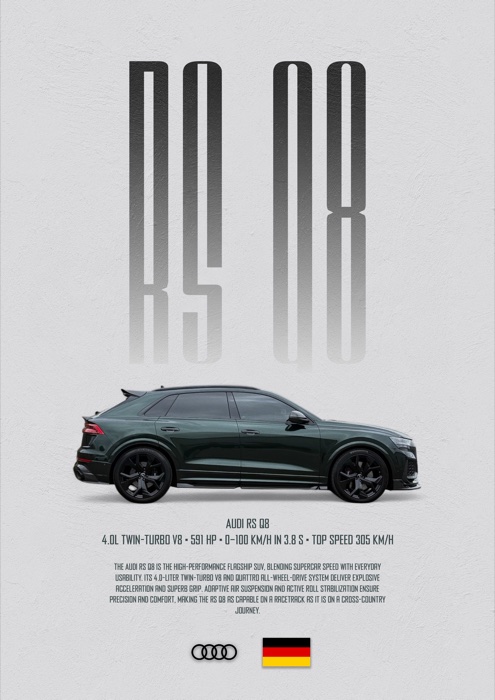 RS Q8
AUDI RS Q8
4.0L TWIN-TURBO V8 • 591 HP • 0–100 KM/H IN 3.8 S • TOP SPEED 305 KM/H
THE AUDI RS Q8 IS THE HIGH-PERFORMANCE FLAGSHIP SUV, BLENDING SUPERCAR SPEED WITH EVERYDAY
USABILITY. ITS 4.0-LITER TWIN-TURBO V8 AND QUATTRO ALL-WHEEL-DRIVE SYSTEM DELIVER EXPLOSIVE
ACCELERATION AND SUPERB GRIP. ADAPTIVE AIR SUSPENSION AND ACTIVE ROLL STABILIZATION ENSURE
PRECISION AND COMFORT, MAKING THE RS Q8 AS CAPABLE ON A RACETRACK AS IT IS ON A CROSS-COUNTRY
JOURNEY.